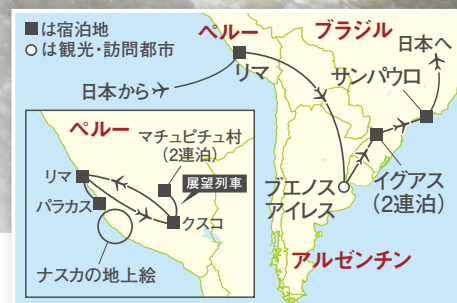 ■は宿泊地
○は観光・訪問都市
ペルー
リマ
日本から
ブラジル
日本へ
サンパウロ
イグアス
(2連泊)
ブエノス
アイレス
アルゼンチン
ペルー
マチュピチュ村
(2連泊)
展望列車
リマ
パラカス
クスコ
ナスカの地上絵